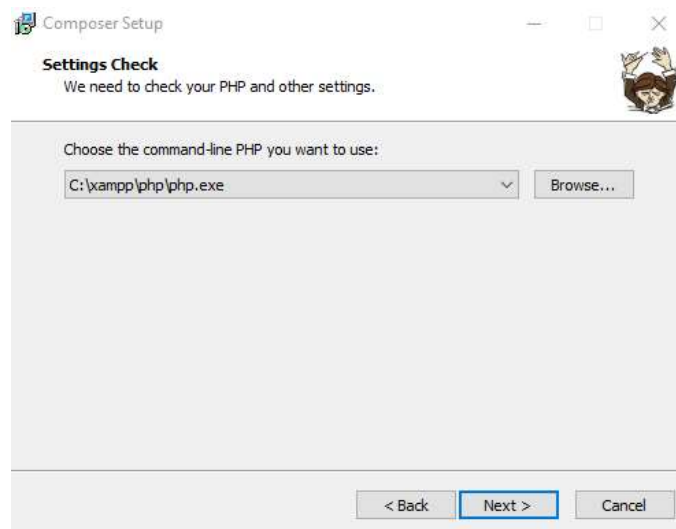 Composer Setup
Settings Check
We need to check your PHP and other settings.
Choose the command-line PHP you want to use:
C:\xampp\php\php.exe
Browse...
< Back
Next >
Cancel